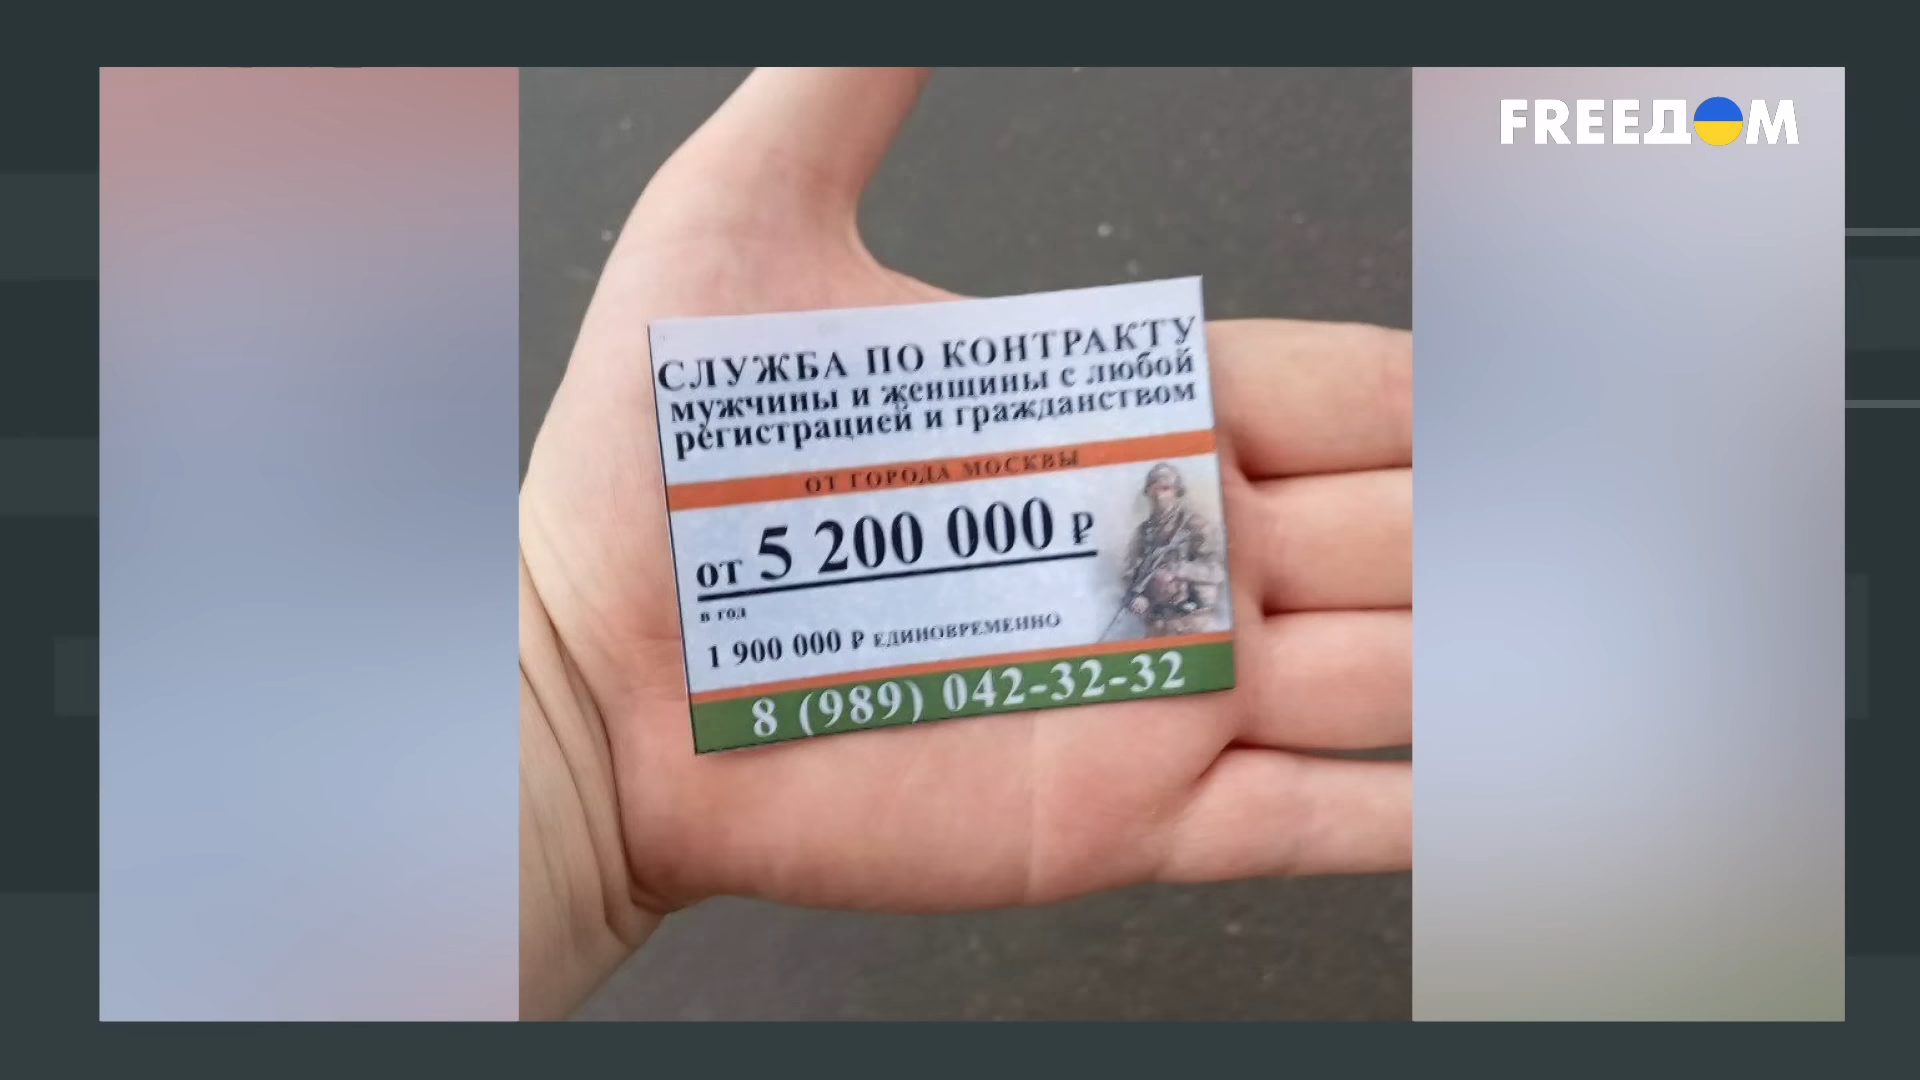 FREEДOM
СЛУЖБА ПО КОНТРАКТУ
мужчины и женщины с любой
регистрацией и гражданством
ОТ ГОРОДА МОСКВЫ
от 5 200 000 ₽
в год
1 900 000 ₽ ЕДИНОВРЕМЕННО
8 (989) 042-32-32